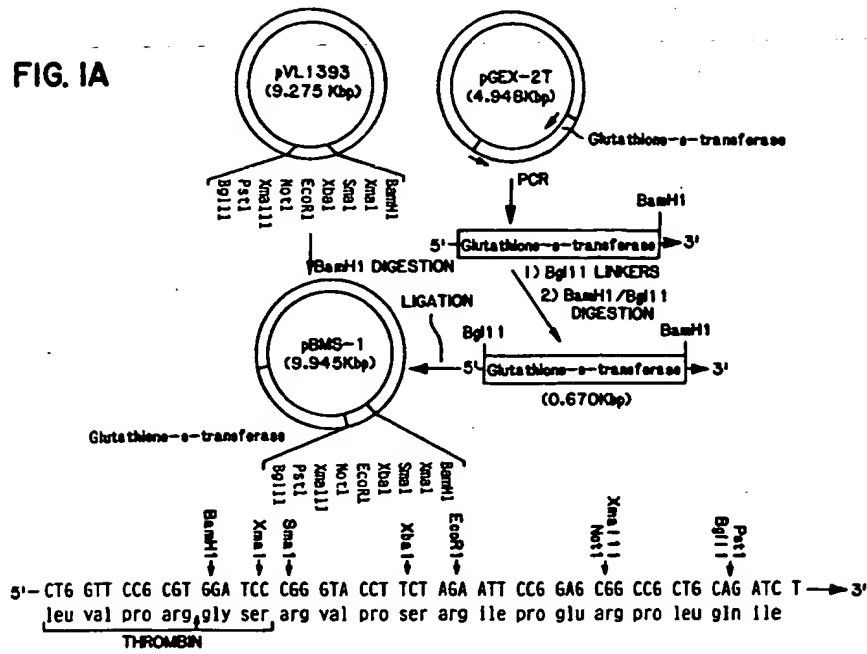 FIG. 1A
pVL1393
(9.275 Kbp)
pGEX-2T
(4.948Kbp)
Glutathione-s-transferase
BglII
PstI
XmaIII
NotI
EcoRI
XbaI
SmaI
XmaI
BamHI
PCR
BamHI
5' Glutathione-s-transferase 3'
BamHI DIGESTION
1) BglII LINKERS
2) BamHI/BglII
DIGESTION
LIGATION
pBMS-1
(9.945Kbp)
BglII
BamHI
5' Glutathione-s-transferase 3'
(0.670Kbp)
Glutathione-s-transferase
BglII
PstI
XmaIII
NotI
EcoRI
XbaI
SmaI
XmaI
BamHI
BamHI
XmaI
SmaI
XbaI
EcoRI
XmaIII
NotI
PstI
BglII
5'- CTG GTT CCG CGT GGA TCC CGG GTA CCT TCT AGA ATT CCG GAG CGG CCG CTG CAG ATC T 3'
leu val pro arg gly ser arg val pro ser arg ile pro glu arg pro leu gln ile
THROMBIN